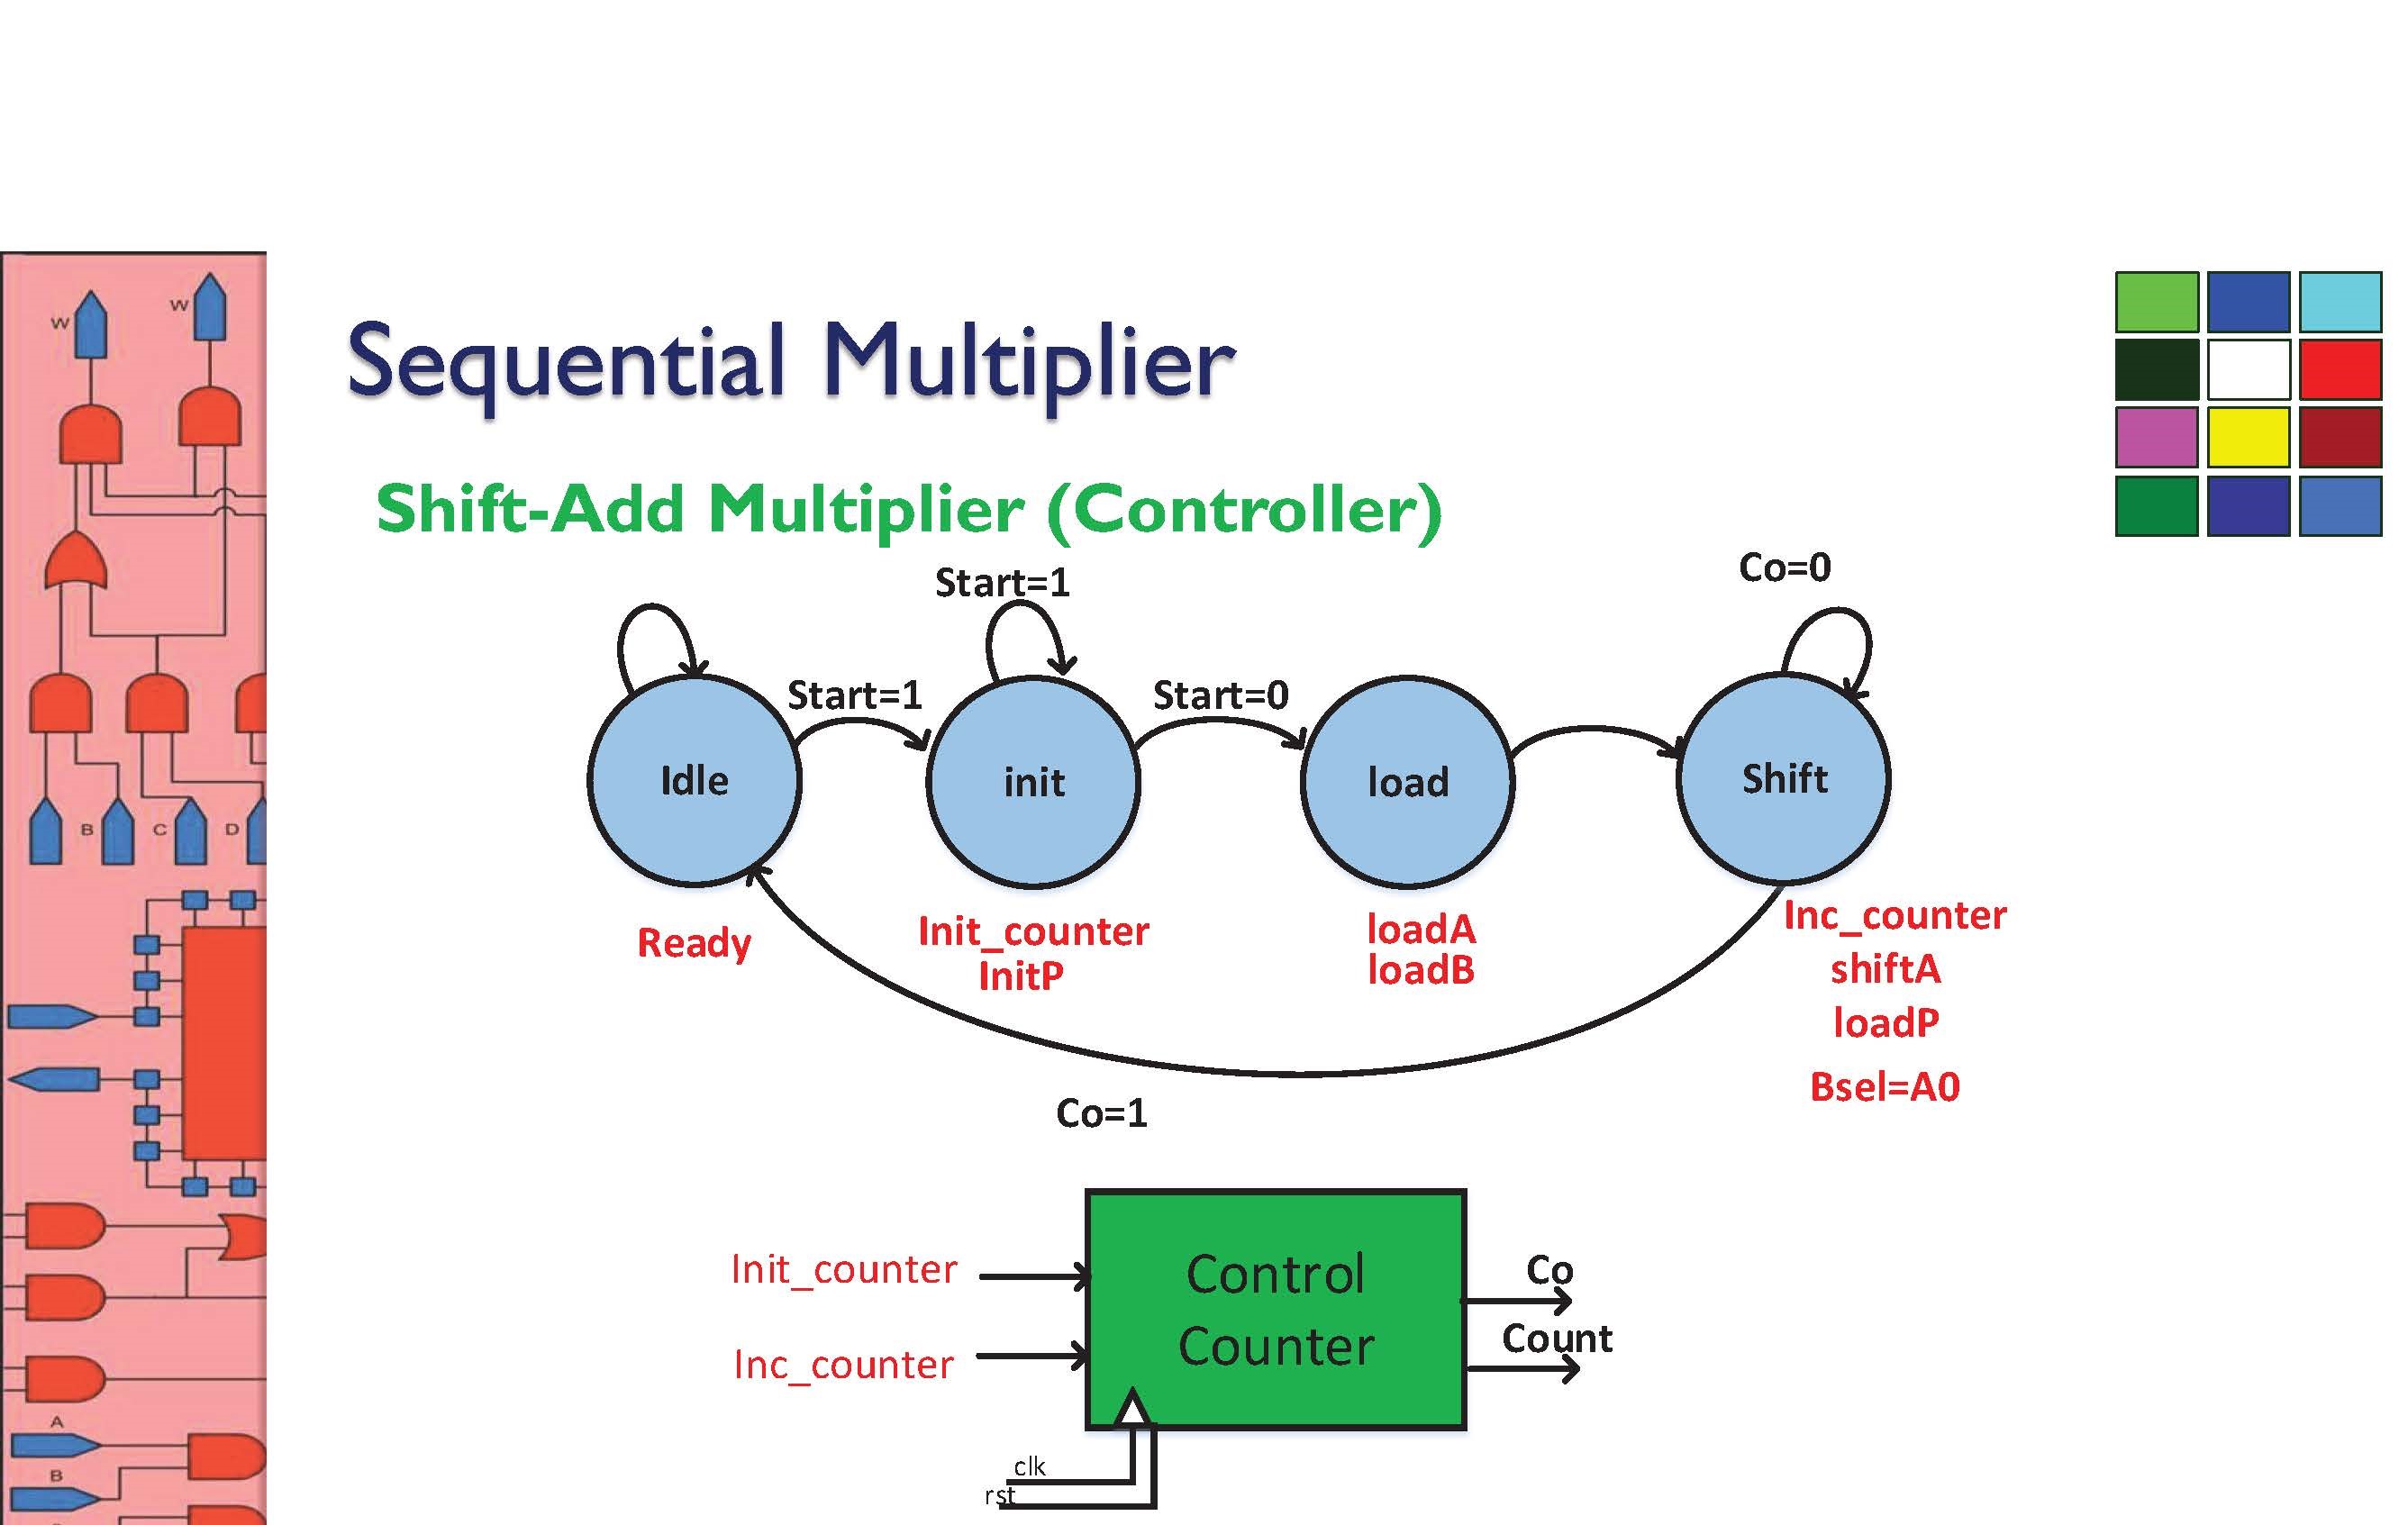 Sequential Multiplier
Shift-Add Multiplier (Controller)
Start=1
Co=0
Start=1
Start=0
Idle
init
load
Shift
Ready
Init_counter
InitP
loadA
loadB
Inc_counter
shiftA
loadP
Bsel=A0
Co=1
Init_counter
Inc_counter
Control
Counter
Co
Count
clk
rst
W
W
B
C
D
A
B